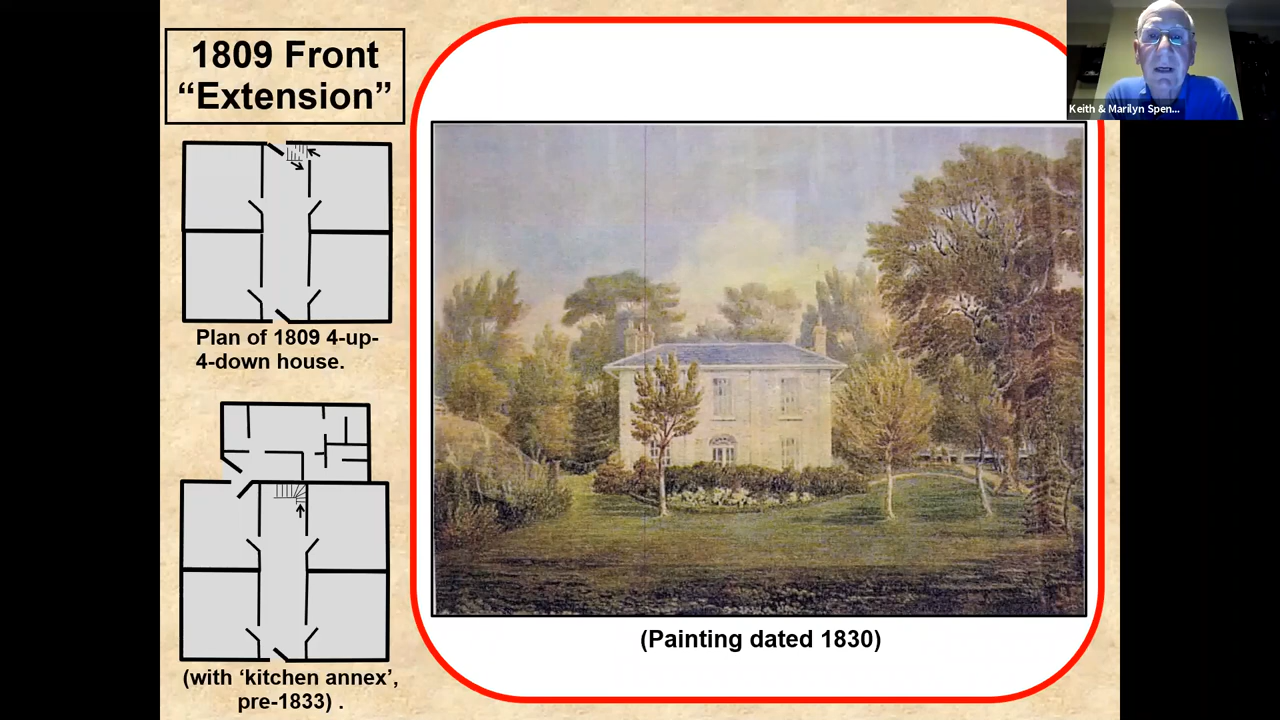 1809 Front
“Extension”
Plan of 1809 4-up-
4-down house.
(with ‘kitchen annex’,
pre-1833) .
(Painting dated 1830)
Keith & Marilyn Spen...